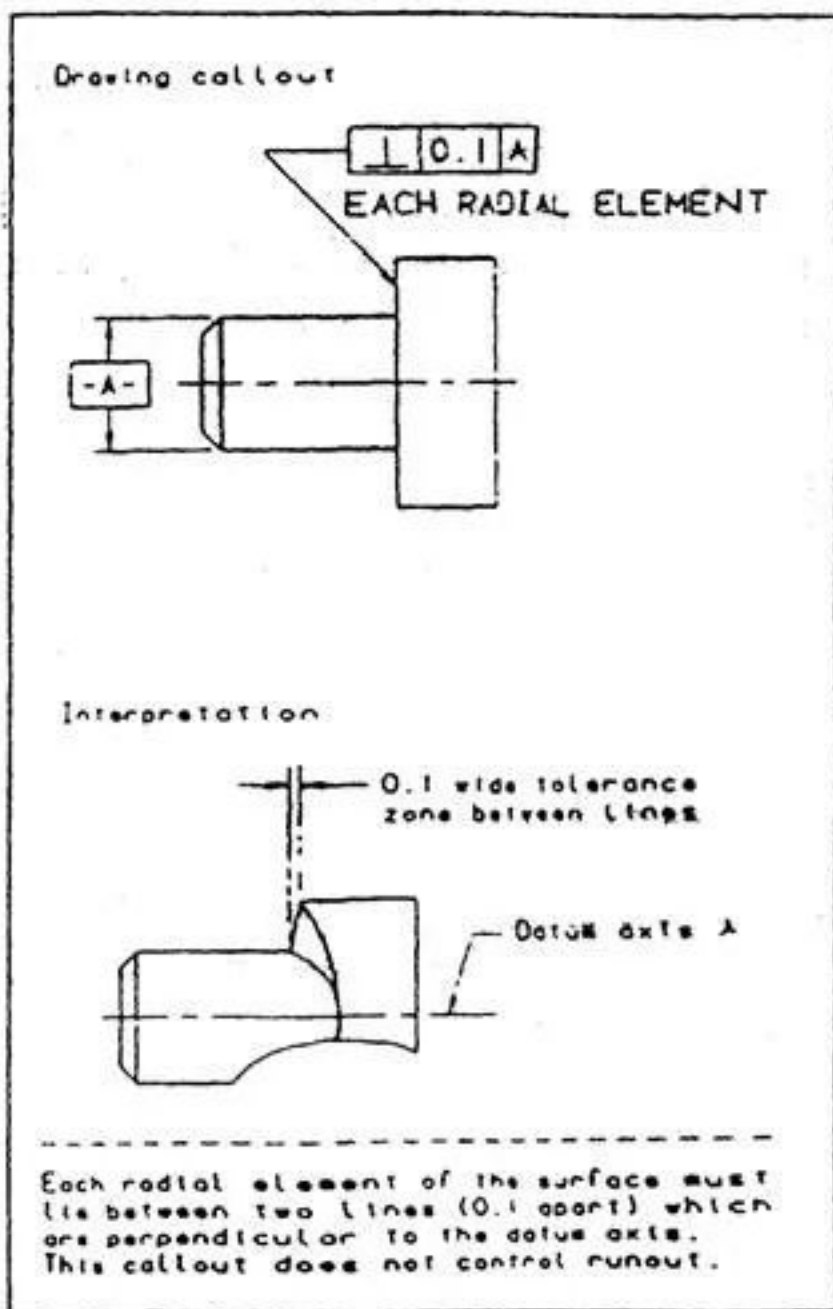 Drawing callout
⊥ 0.1 A
EACH RADIAL ELEMENT
-A-
Interpretation
0.1 wide tolerance
zone between lines
Datum axis A
Each radial element of the surface must
lie between two lines (0.1 apart) which
are perpendicular to the datum axis.
This callout does not control runout.